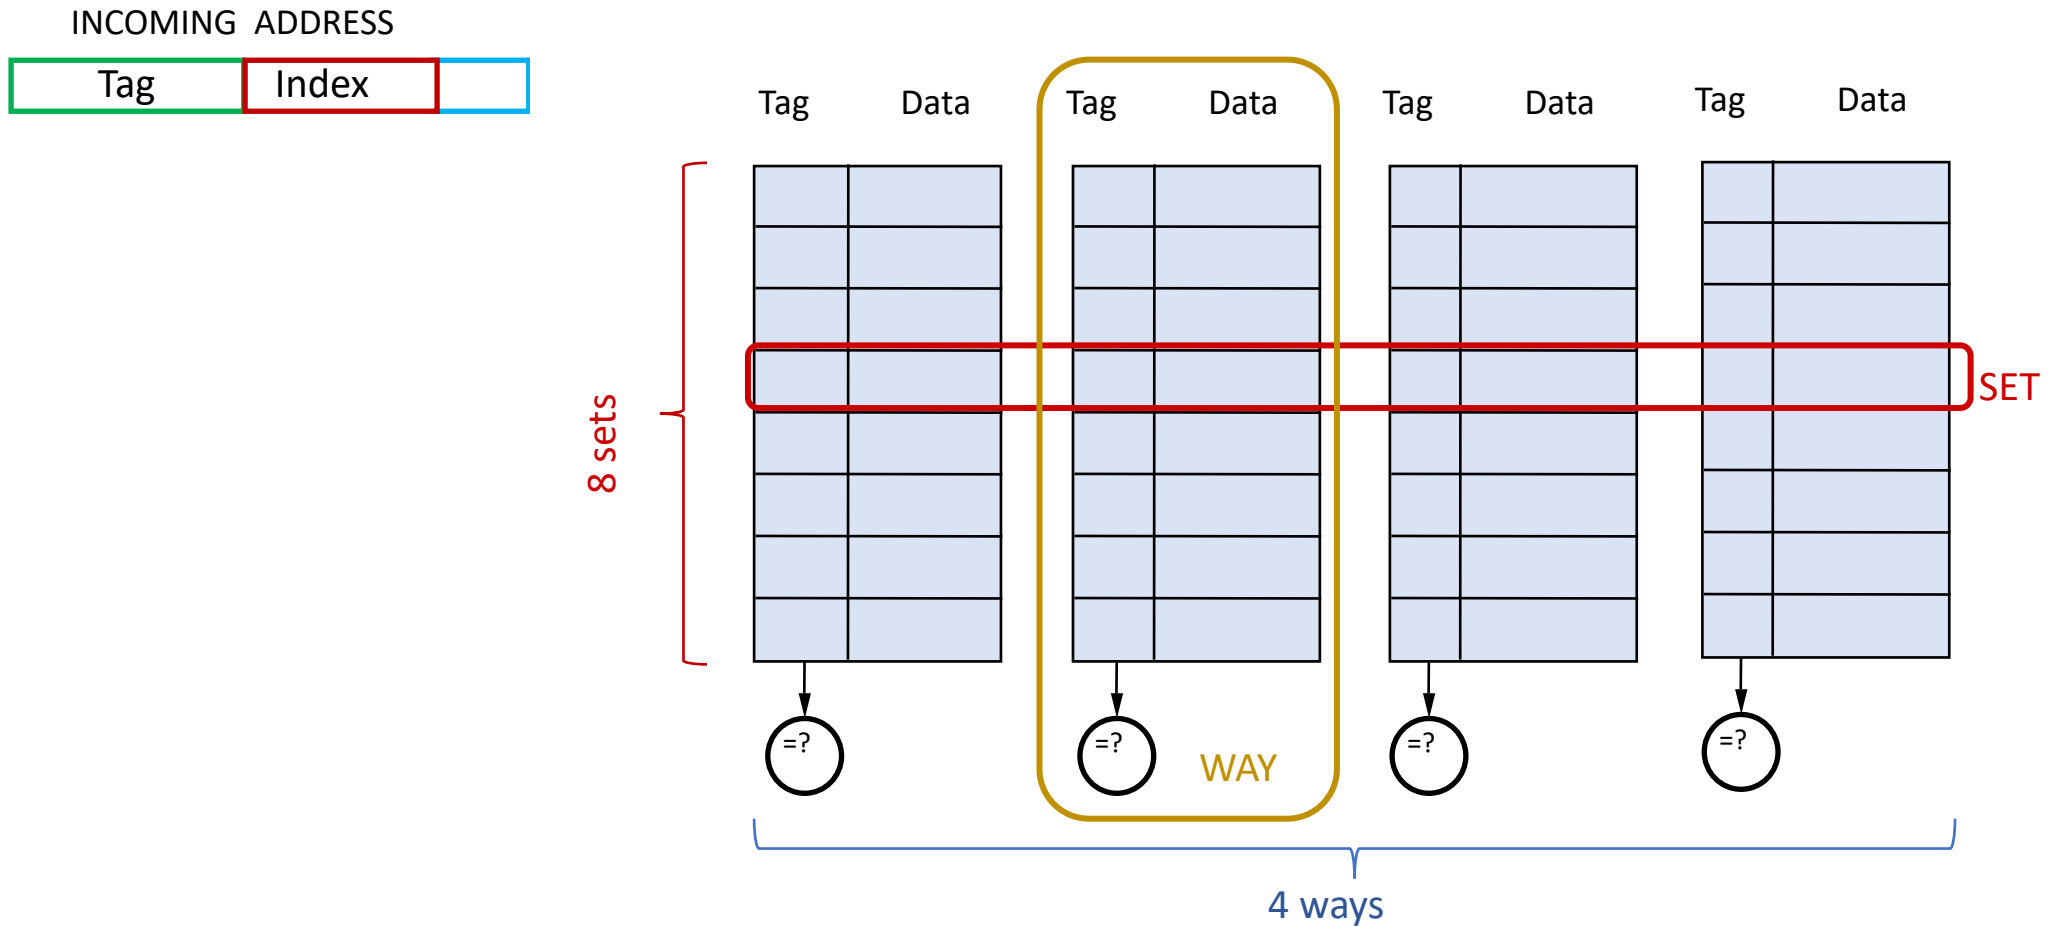 INCOMING ADDRESS
Tag Index
Tag Data Tag Data Tag Data Tag Data
8 sets
SET
=? =? =? =?
WAY
4 ways